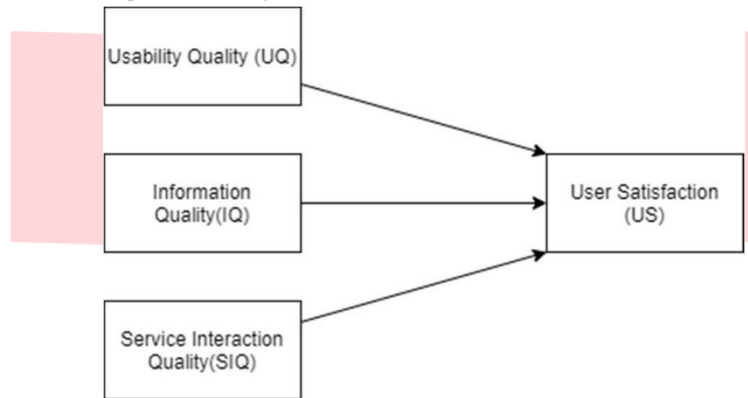 Usability Quality (UQ)
Information
Quality(IQ)
User Satisfaction
(US)
Service Interaction
Quality(SIQ)